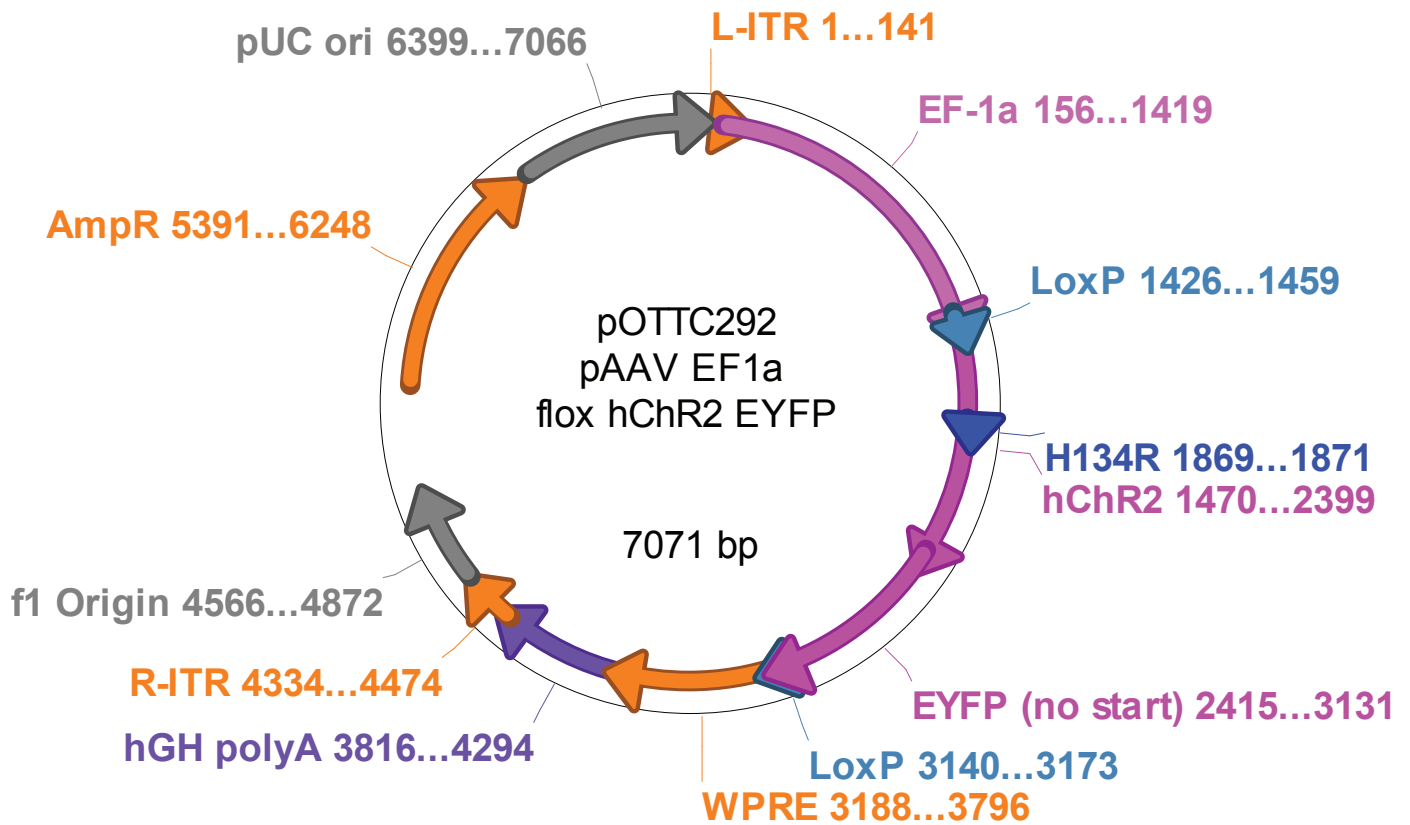 L-ITR 1...141
pUC ori 6399...7066
EF-1a 156...1419
AmpR 5391...6248
LoxP 1426...1459
pOTTC292
pAAV EF1a
flox hChR2 EYFP
H134R 1869...1871
hChR2 1470...2399
7071 bp
f1 Origin 4566...4872
R-ITR 4334...4474
EYFP (no start) 2415...3131
hGH polyA 3816...4294
LoxP 3140...3173
WPRE 3188...3796